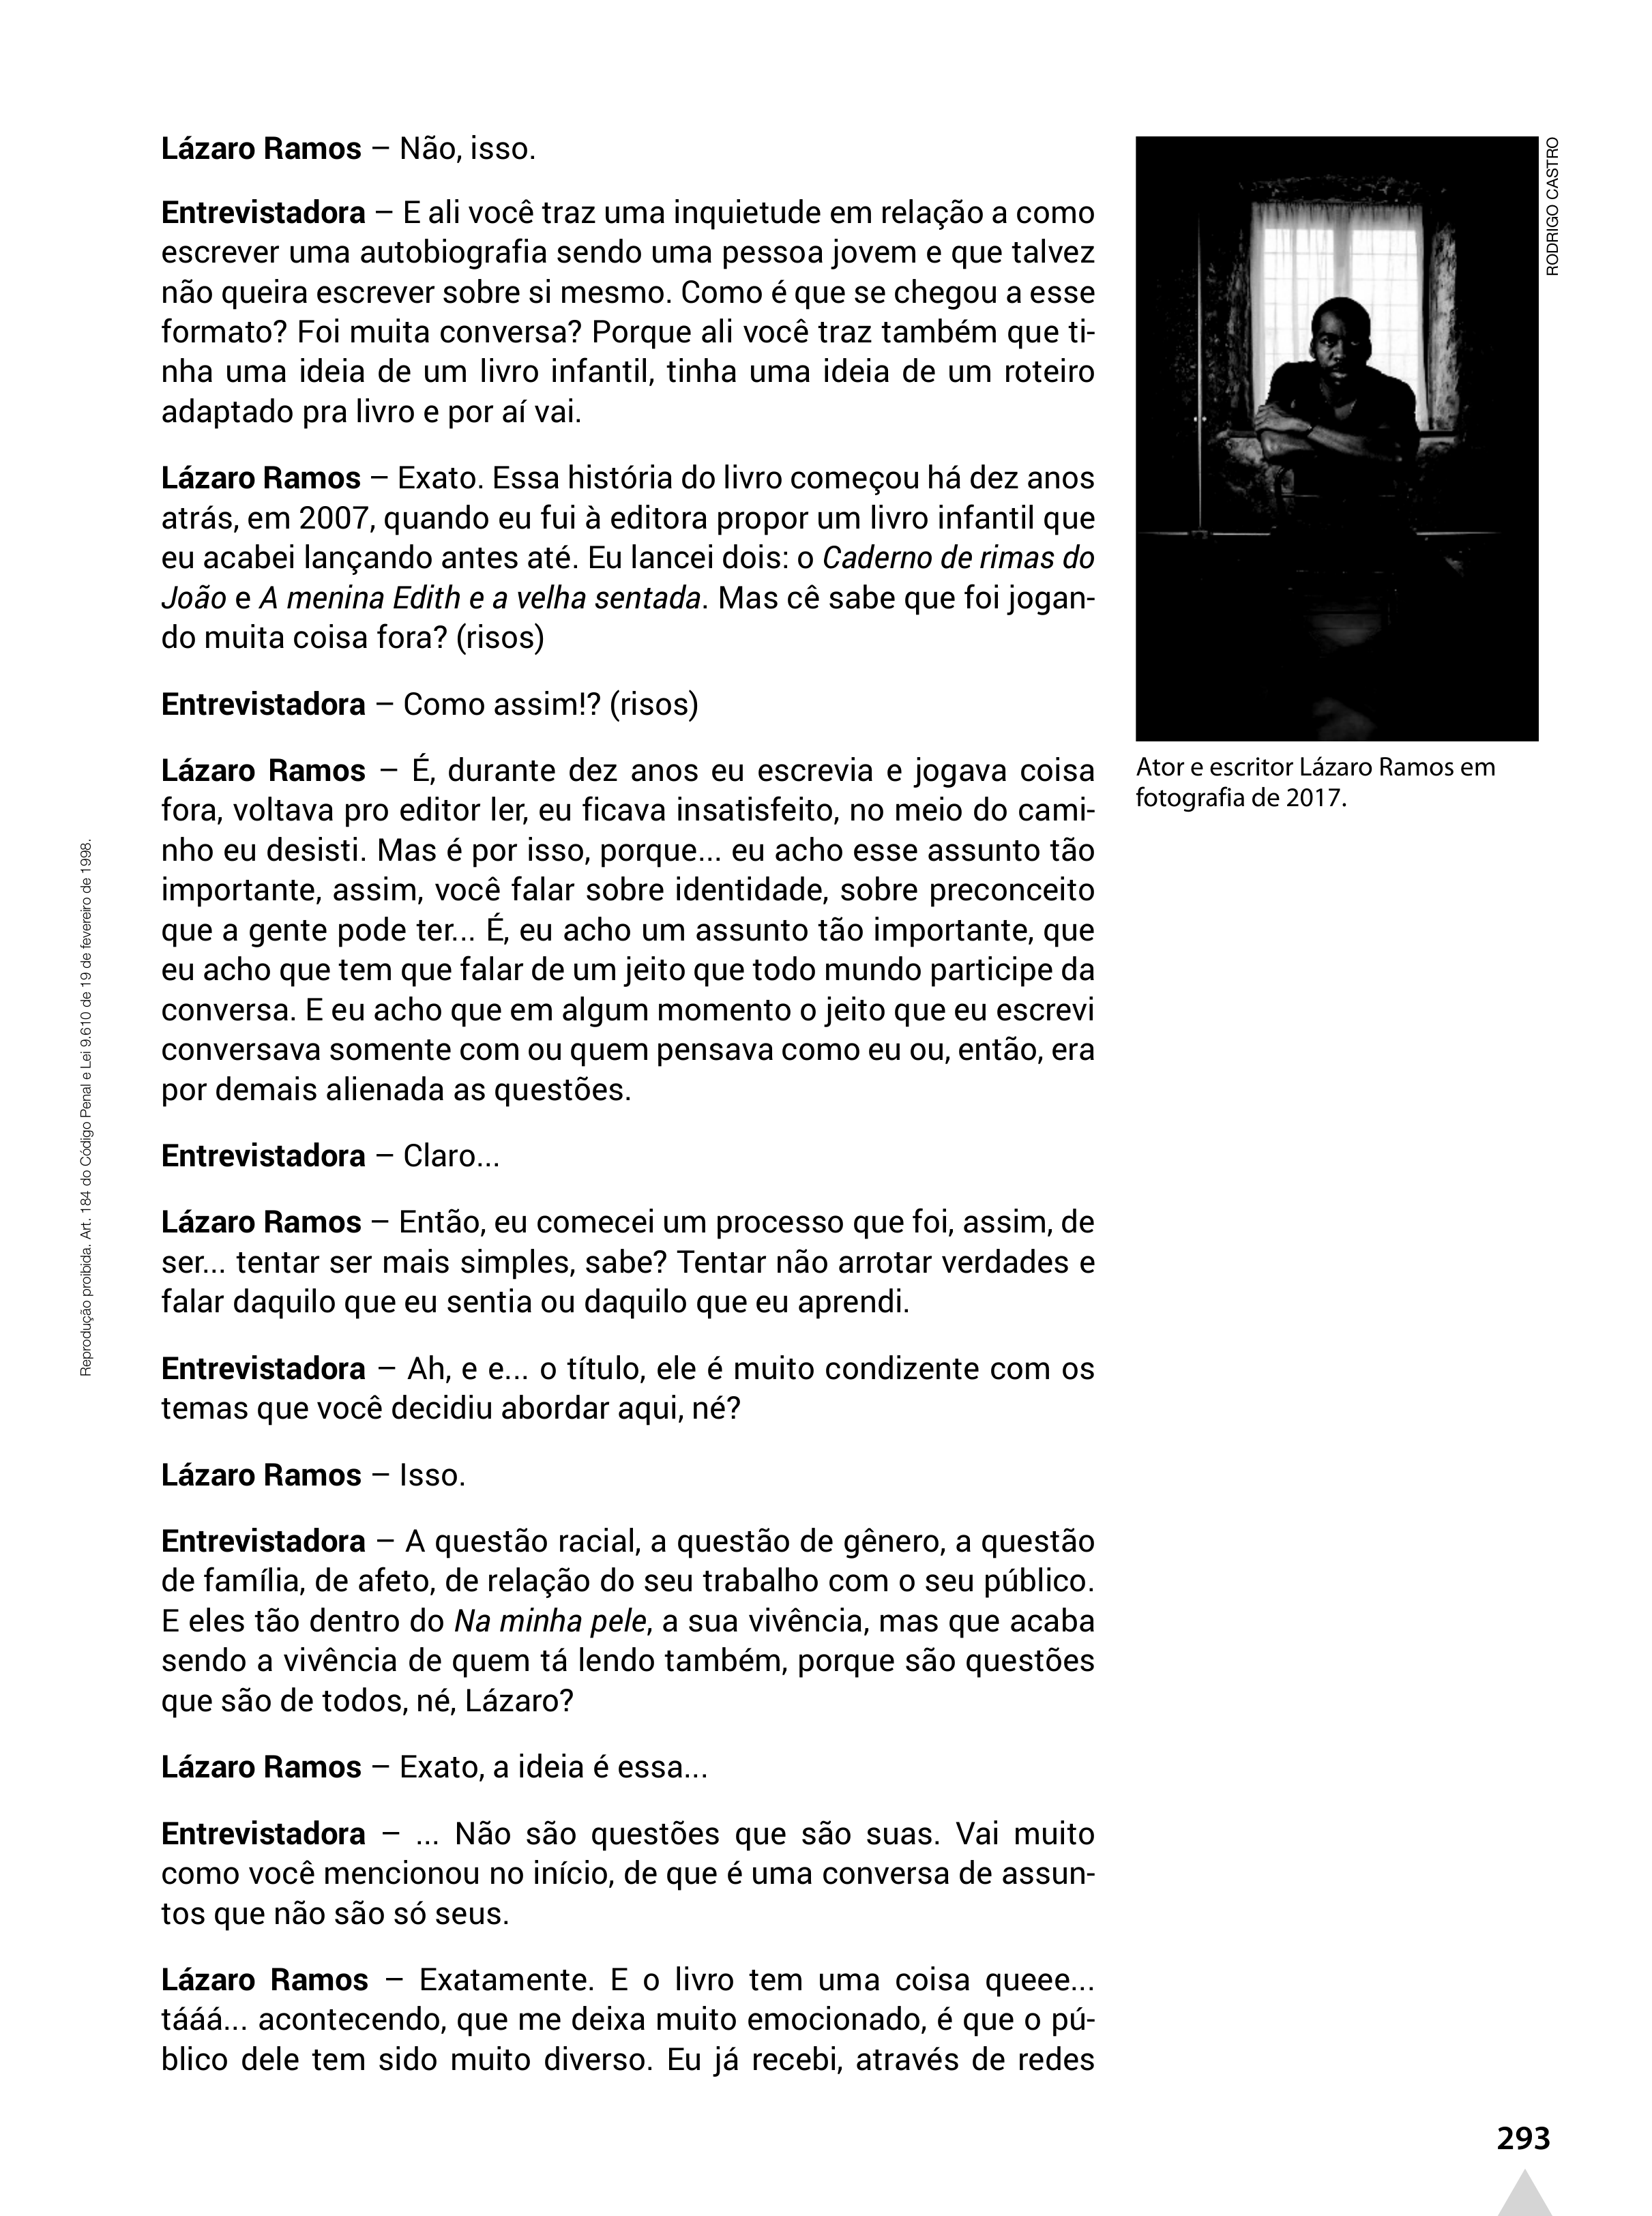 Lázaro Ramos – Não, isso.
Entrevistadora – E ali você traz uma inquietude em relação a como
escrever uma autobiografia sendo uma pessoa jovem e que talvez
não queira escrever sobre si mesmo. Como é que se chegou a esse
formato? Foi muita conversa? Porque ali você traz também que ti-
nha uma ideia de um livro infantil, tinha uma ideia de um roteiro
adaptado pra livro e por aí vai.
Lázaro Ramos – Exato. Essa história do livro começou há dez anos
atrás, em 2007, quando eu fui à editora propor um livro infantil que
eu acabei lançando antes até. Eu lancei dois: o Caderno de rimas do
João e A menina Edith e a velha sentada. Mas cê sabe que foi jogan-
do muita coisa fora? (risos)
Entrevistadora – Como assim!? (risos)
Lázaro Ramos – É, durante dez anos eu escrevia e jogava coisa
fora, voltava pro editor ler, eu ficava insatisfeito, no meio do cami-
nho eu desisti. Mas é por isso, porque... eu acho esse assunto tão
importante, assim, você falar sobre identidade, sobre preconceito
que a gente pode ter... É, eu acho um assunto tão importante, que
eu acho que tem que falar de um jeito que todo mundo participe da
conversa. E eu acho que em algum momento o jeito que eu escrevi
conversava somente com ou quem pensava como eu ou, então, era
por demais alienada as questões.
Entrevistadora – Claro...
Lázaro Ramos – Então, eu comecei um processo que foi, assim, de
ser... tentar ser mais simples, sabe? Tentar não arrotar verdades e
falar daquilo que eu sentia ou daquilo que eu aprendi.
Entrevistadora – Ah, e e... o título, ele é muito condizente com os
temas que você decidiu abordar aqui, né?
Lázaro Ramos – Isso.
Entrevistadora – A questão racial, a questão de gênero, a questão
de família, de afeto, de relação do seu trabalho com o seu público.
E eles tão dentro do Na minha pele, a sua vivência, mas que acaba
sendo a vivência de quem tá lendo também, porque são questões
que são de todos, né, Lázaro?
Lázaro Ramos – Exato, a ideia é essa...
Entrevistadora – ... Não são questões que são suas. Vai muito
como você mencionou no início, de que é uma conversa de assun-
tos que não são só seus.
Lázaro Ramos – Exatamente. E o livro tem uma coisa queee...
tááá... acontecendo, que me deixa muito emocionado, é que o pú-
blico dele tem sido muito diverso. Eu já recebi, através de redes
RODRIGO CASTRO
Ator e escritor Lázaro Ramos em
fotografia de 2017.
Reprodução proibida. Art. 184 do Código Penal e Lei 9.610 de 19 de fevereiro de 1998.
293